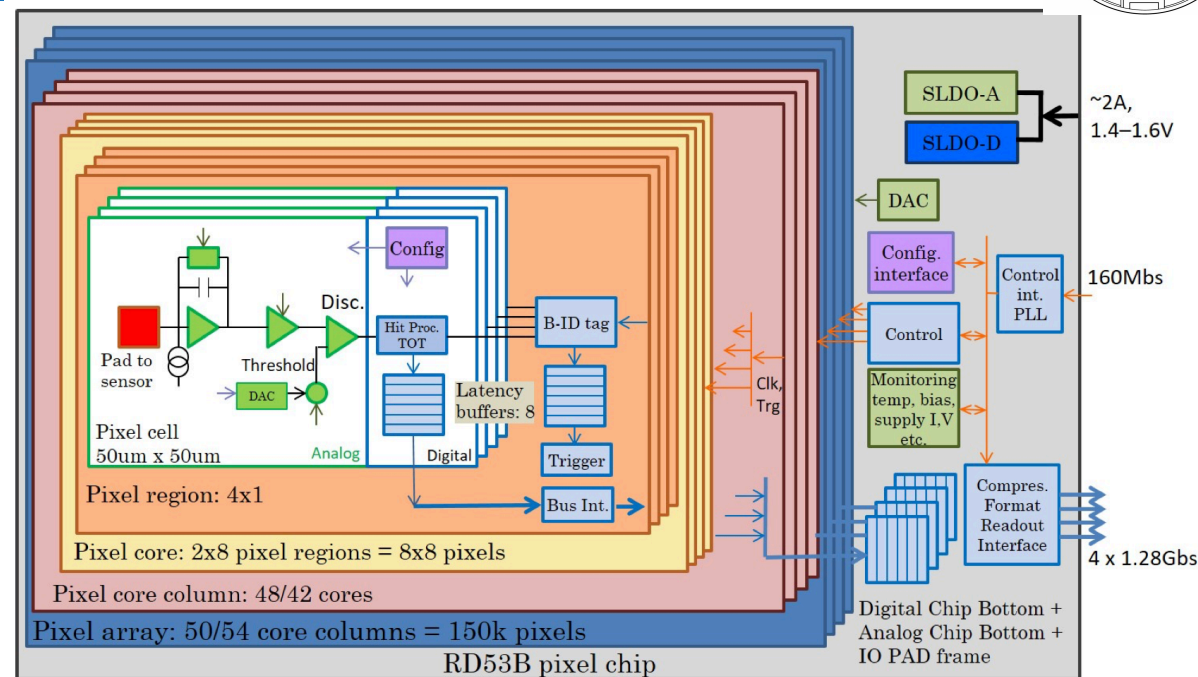 SLDO-A
SLDO-D
~2A,
1.4–1.6V
DAC
Config.
interface
Control
int.
PLL
160Mbs
Control
Monitoring
temp, bias,
supply I,V
etc.
Compres.
Format
Readout
Interface
4 x 1.28Gbs
Digital Chip Bottom +
Analog Chip Bottom +
IO PAD frame
Clk,
Trg
Config
Disc.
Hit Proc.
TOT
B-ID tag
Pad to
sensor
Threshold
DAC
Latency
buffers: 8
Pixel cell
50um x 50um
Analog
Digital
Trigger
Bus Int.
Pixel region: 4x1
Pixel core: 2x8 pixel regions = 8x8 pixels
Pixel core column: 48/42 cores
Pixel array: 50/54 core columns = 150k pixels
RD53B pixel chip